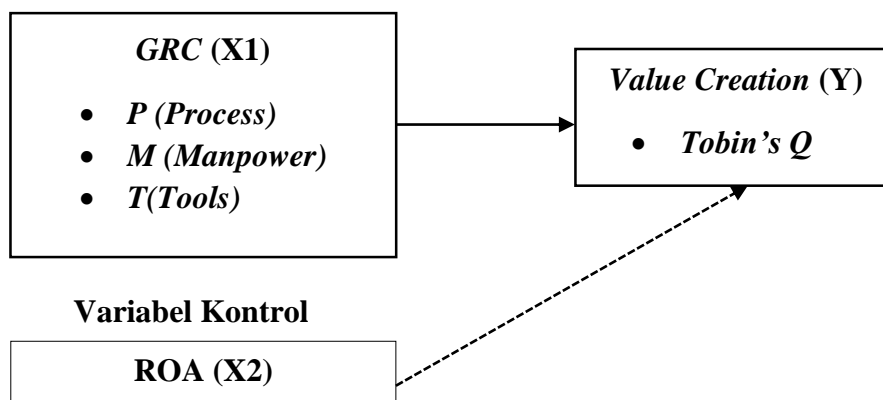 GRC (X1)
• P (Process)
• M (Manpower)
• T(Tools)
Value Creation (Y)
• Tobin’s Q
Variabel Kontrol
ROA (X2)